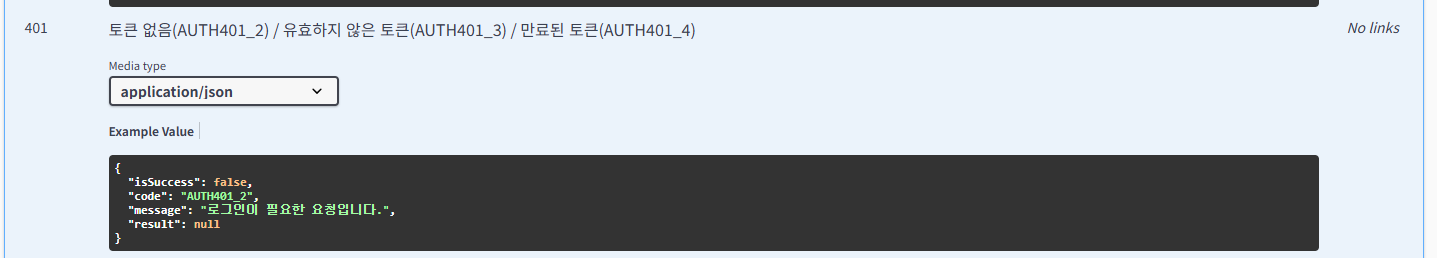 401 토큰 없음(AUTH401_2) / 유효하지 않은 토큰(AUTH401_3) / 만료된 토큰(AUTH401_4) No links
Media type
application/json
Example Value
{
  "isSuccess": false,
  "code": "AUTH401_2",
  "message": "로그인이 필요한 요청입니다.",
  "result": null
}